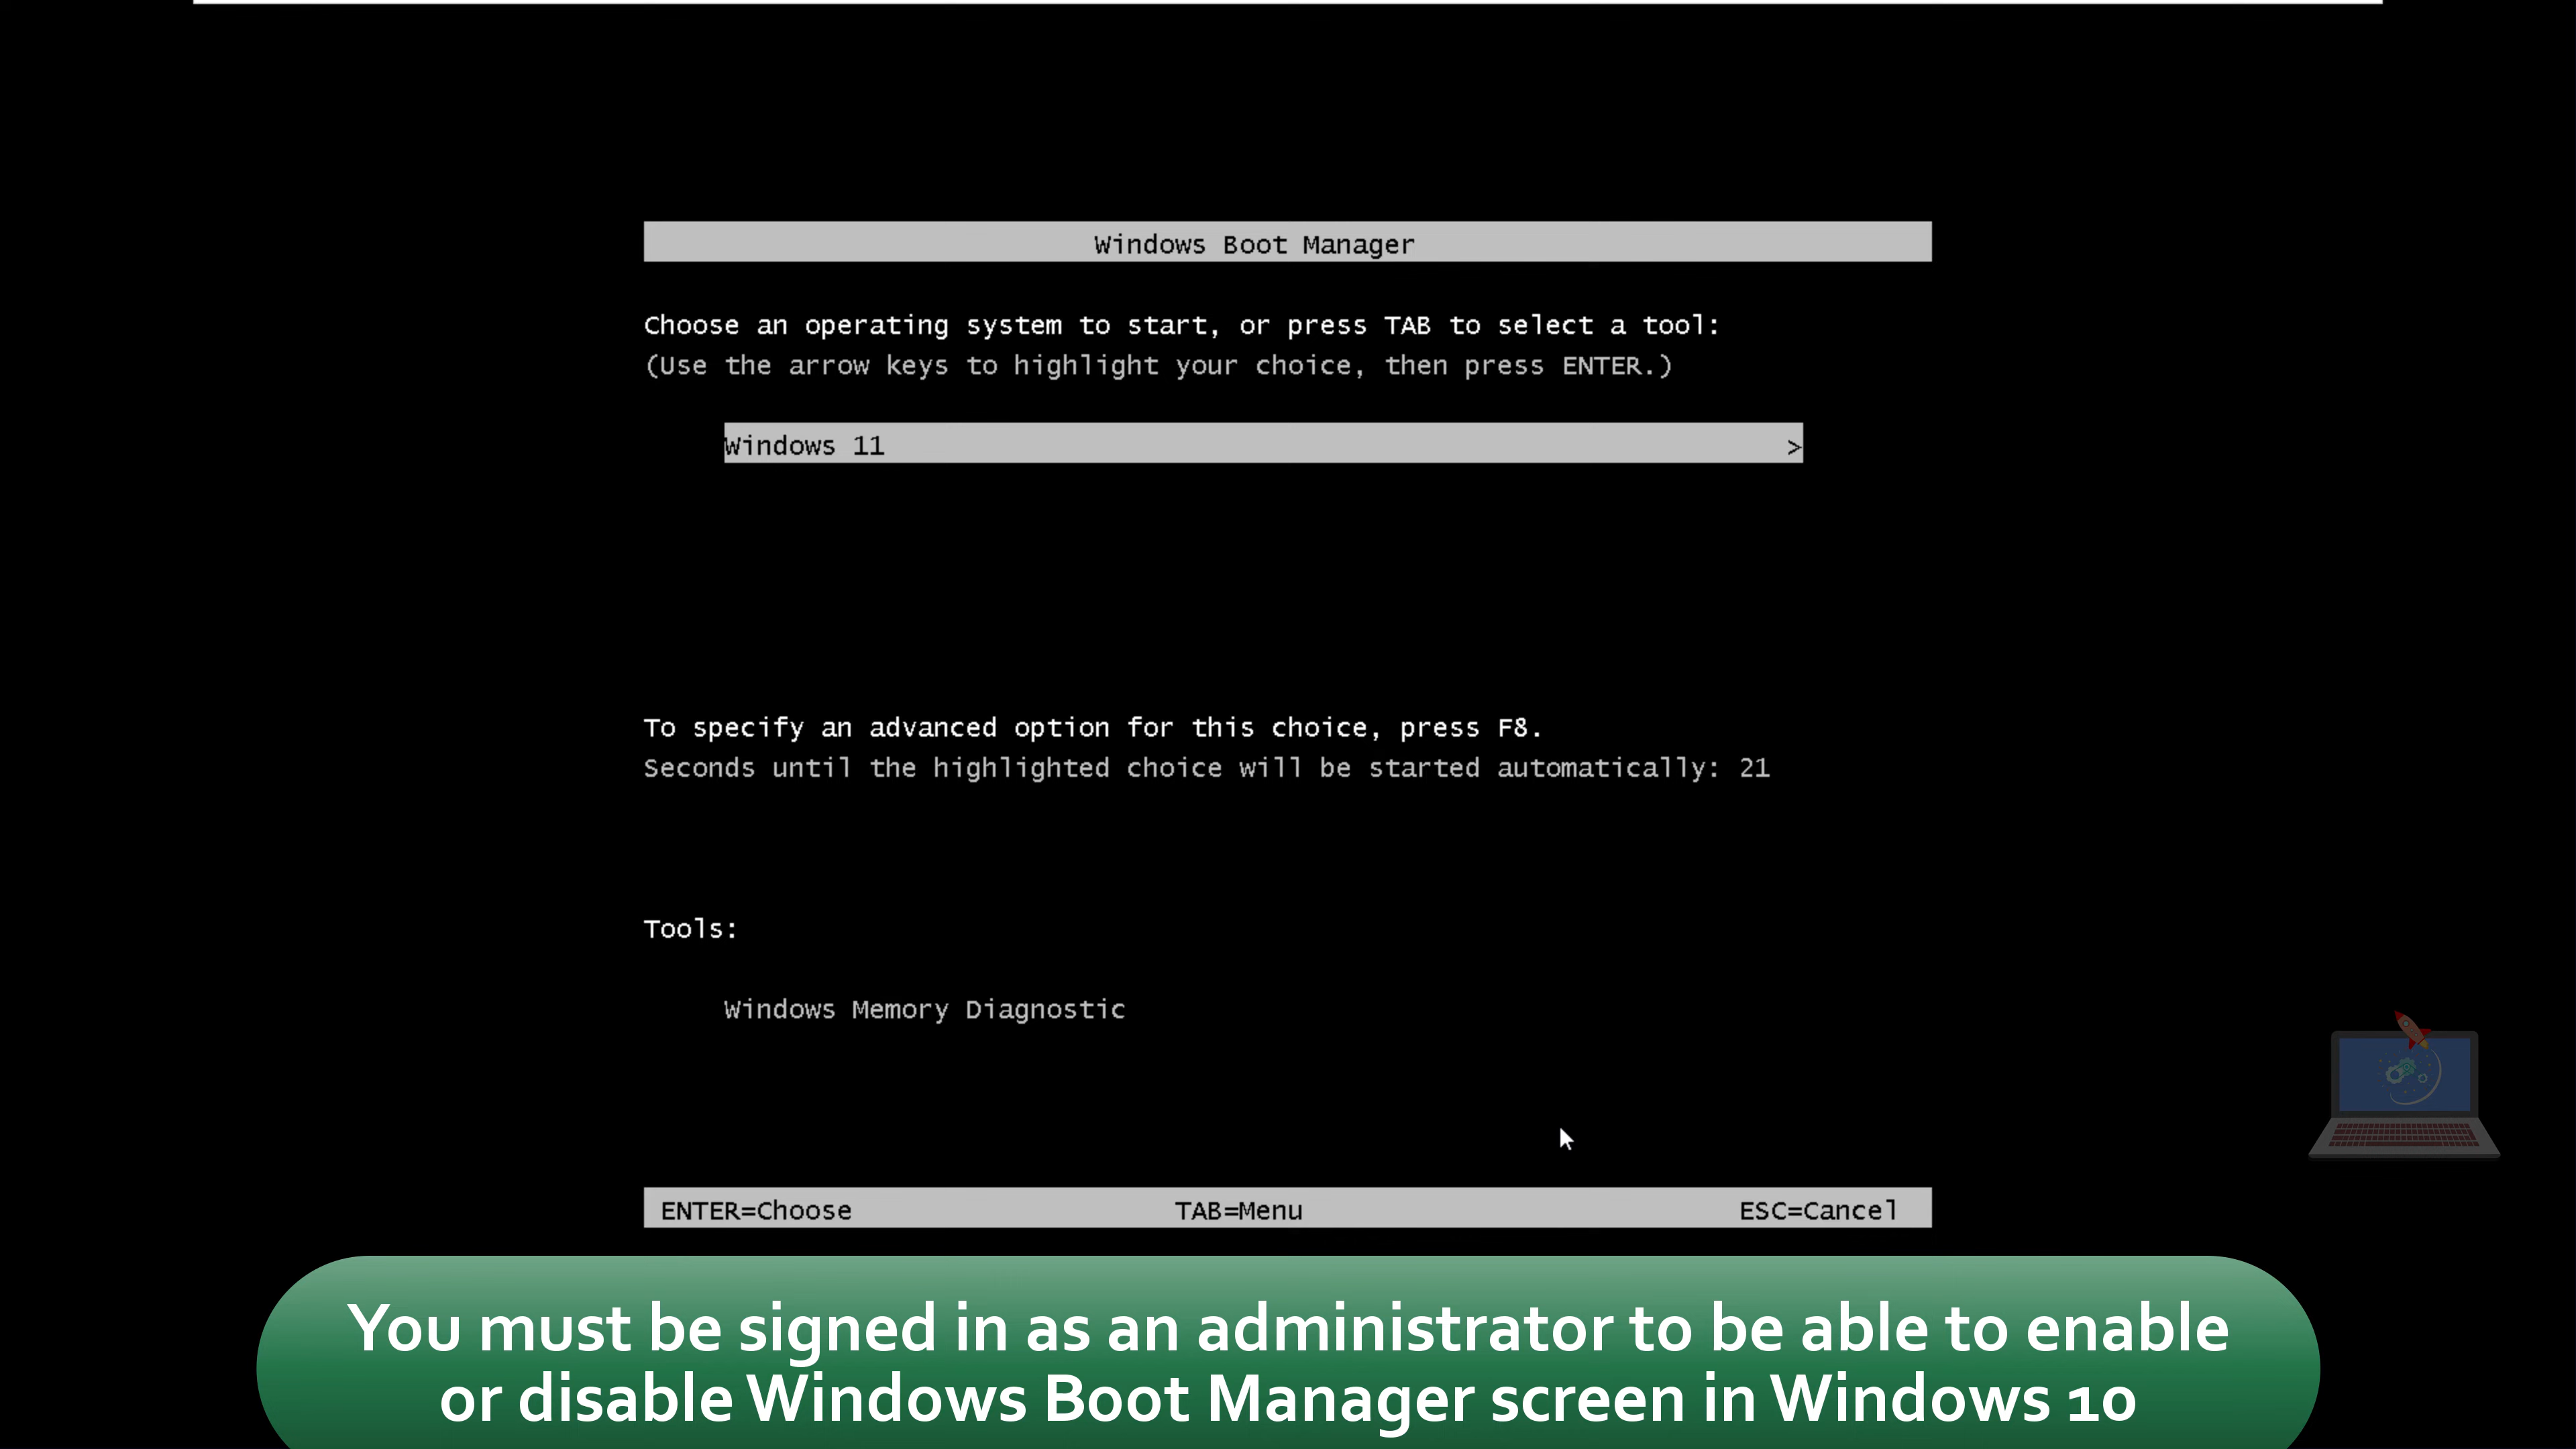 Windows Boot Manager
Choose an operating system to start, or press TAB to select a tool:
(Use the arrow keys to highlight your choice, then press ENTER.)
Windows 11 >
To specify an advanced option for this choice, press F8.
Seconds until the highlighted choice will be started automatically: 21
Tools:
Windows Memory Diagnostic
ENTER=Choose TAB=Menu ESC=Cancel
You must be signed in as an administrator to be able to enable
or disable Windows Boot Manager screen in Windows 10